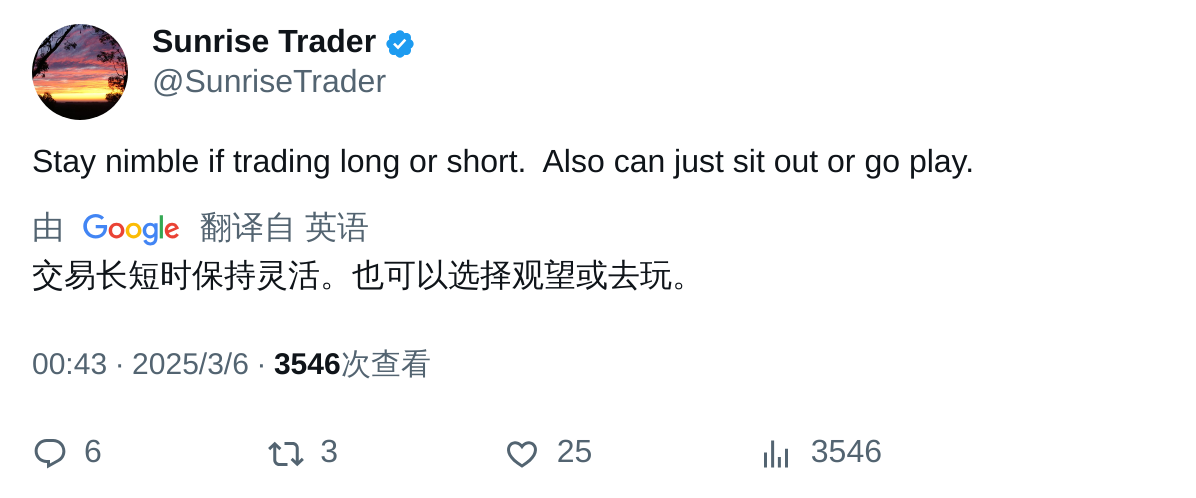 Sunrise Trader
@SunriseTrader
Stay nimble if trading long or short.  Also can just sit out or go play.
由 Google 翻译自 英语
交易长短时保持灵活。也可以选择观望或去玩。
00:43 · 2025/3/6 · 3546次查看
6 3 25 3546